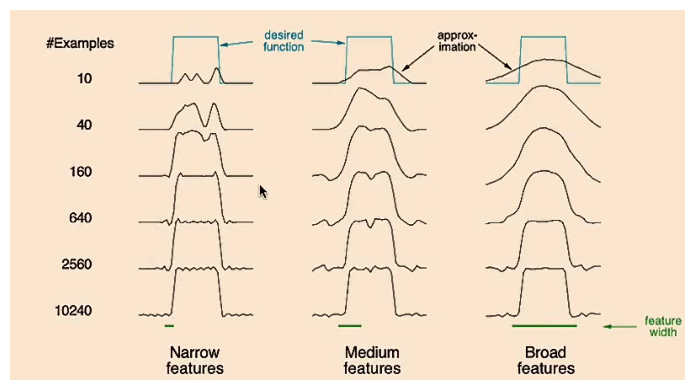 #Examples
desired
function
approx-
imation
10
40
160
640
2560
10240
feature
width
Narrow
features
Medium
features
Broad
features